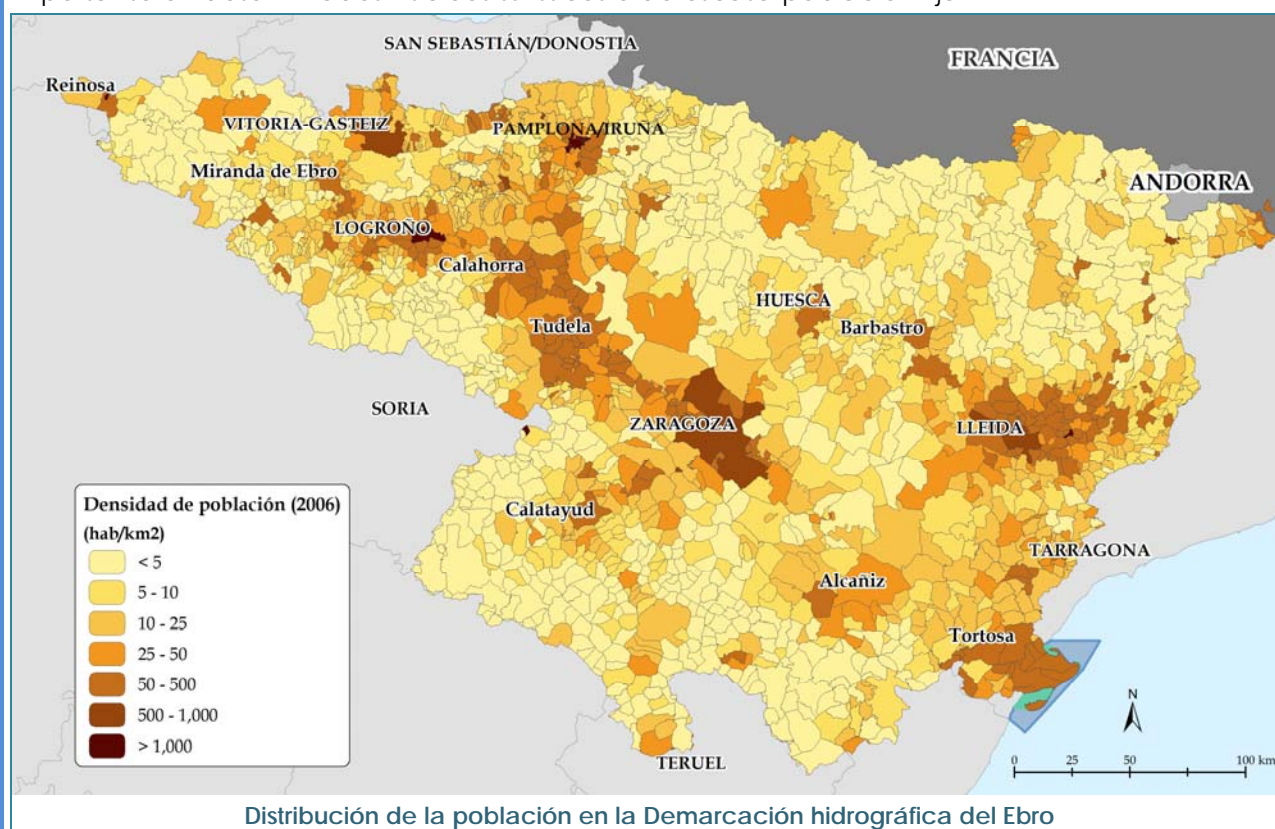 SAN SEBASTIÁN/DONOSTIA
FRANCIA
Reinosa
VITORIA-GASTEIZ
PAMPLONA/IRUÑA
Miranda de Ebro
ANDORRA
LOGROÑO
Calahorra
HUESCA
Tudela
Barbastro
SORIA
ZARAGOZA
LLEIDA
Densidad de población (2006)
(hab/km2)
< 5
5 - 10
10 - 25
25 - 50
50 - 500
500 - 1,000
> 1,000
Calatayud
TARRAGONA
Alcañiz
Tortosa
N
TERUEL
0 25 50 100 km
Distribución de la población en la Demarcación hidrográfica del Ebro